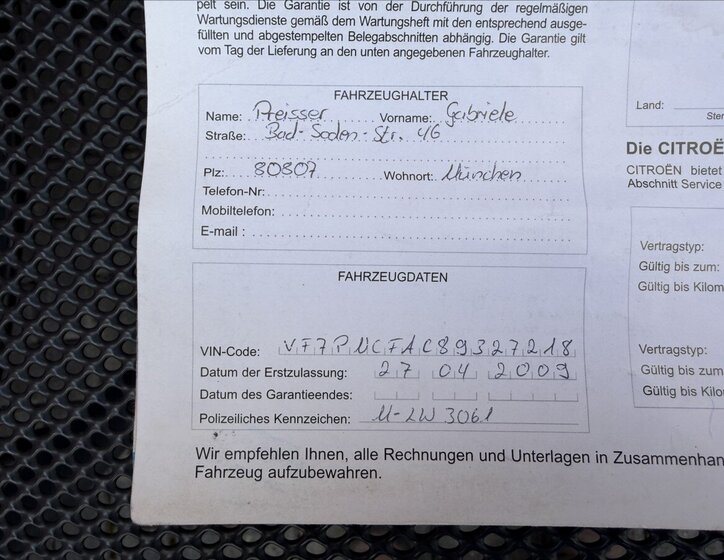 pelt sein. Die Garantie ist von der Durchführung der regelmäßigen
Wartungsdienste gemäß dem Wartungsheft mit den entsprechend ausge-
füllten und abgestempelten Belegabschnitten abhängig. Die Garantie gilt
vom Tag der Lieferung an den unten angegebenen Fahrzeughalter.
FAHRZEUGHALTER
Name: Preisser Vorname: Gabriele
Straße: Bad-Soden-Str. 46
Plz: 80807 Wohnort: München
Telefon-Nr:
Mobiltelefon:
E-mail :
FAHRZEUGDATEN
VIN-Code: VF7PNCFAC89327218
Datum der Erstzulassung: 27 04 2009
Datum des Garantieendes:
Polizeiliches Kennzeichen: M-LW 3061
Wir empfehlen Ihnen, alle Rechnungen und Unterlagen in Zusammenhan
Fahrzeug aufzubewahren.
Land:
Ster
Die CITROË
CITROËN bietet
Abschnitt Service
Vertragstyp:
Gültig bis zum:
Gültig bis Kilom
Vertragstyp:
Gültig bis zum
Gültig bis Kilo